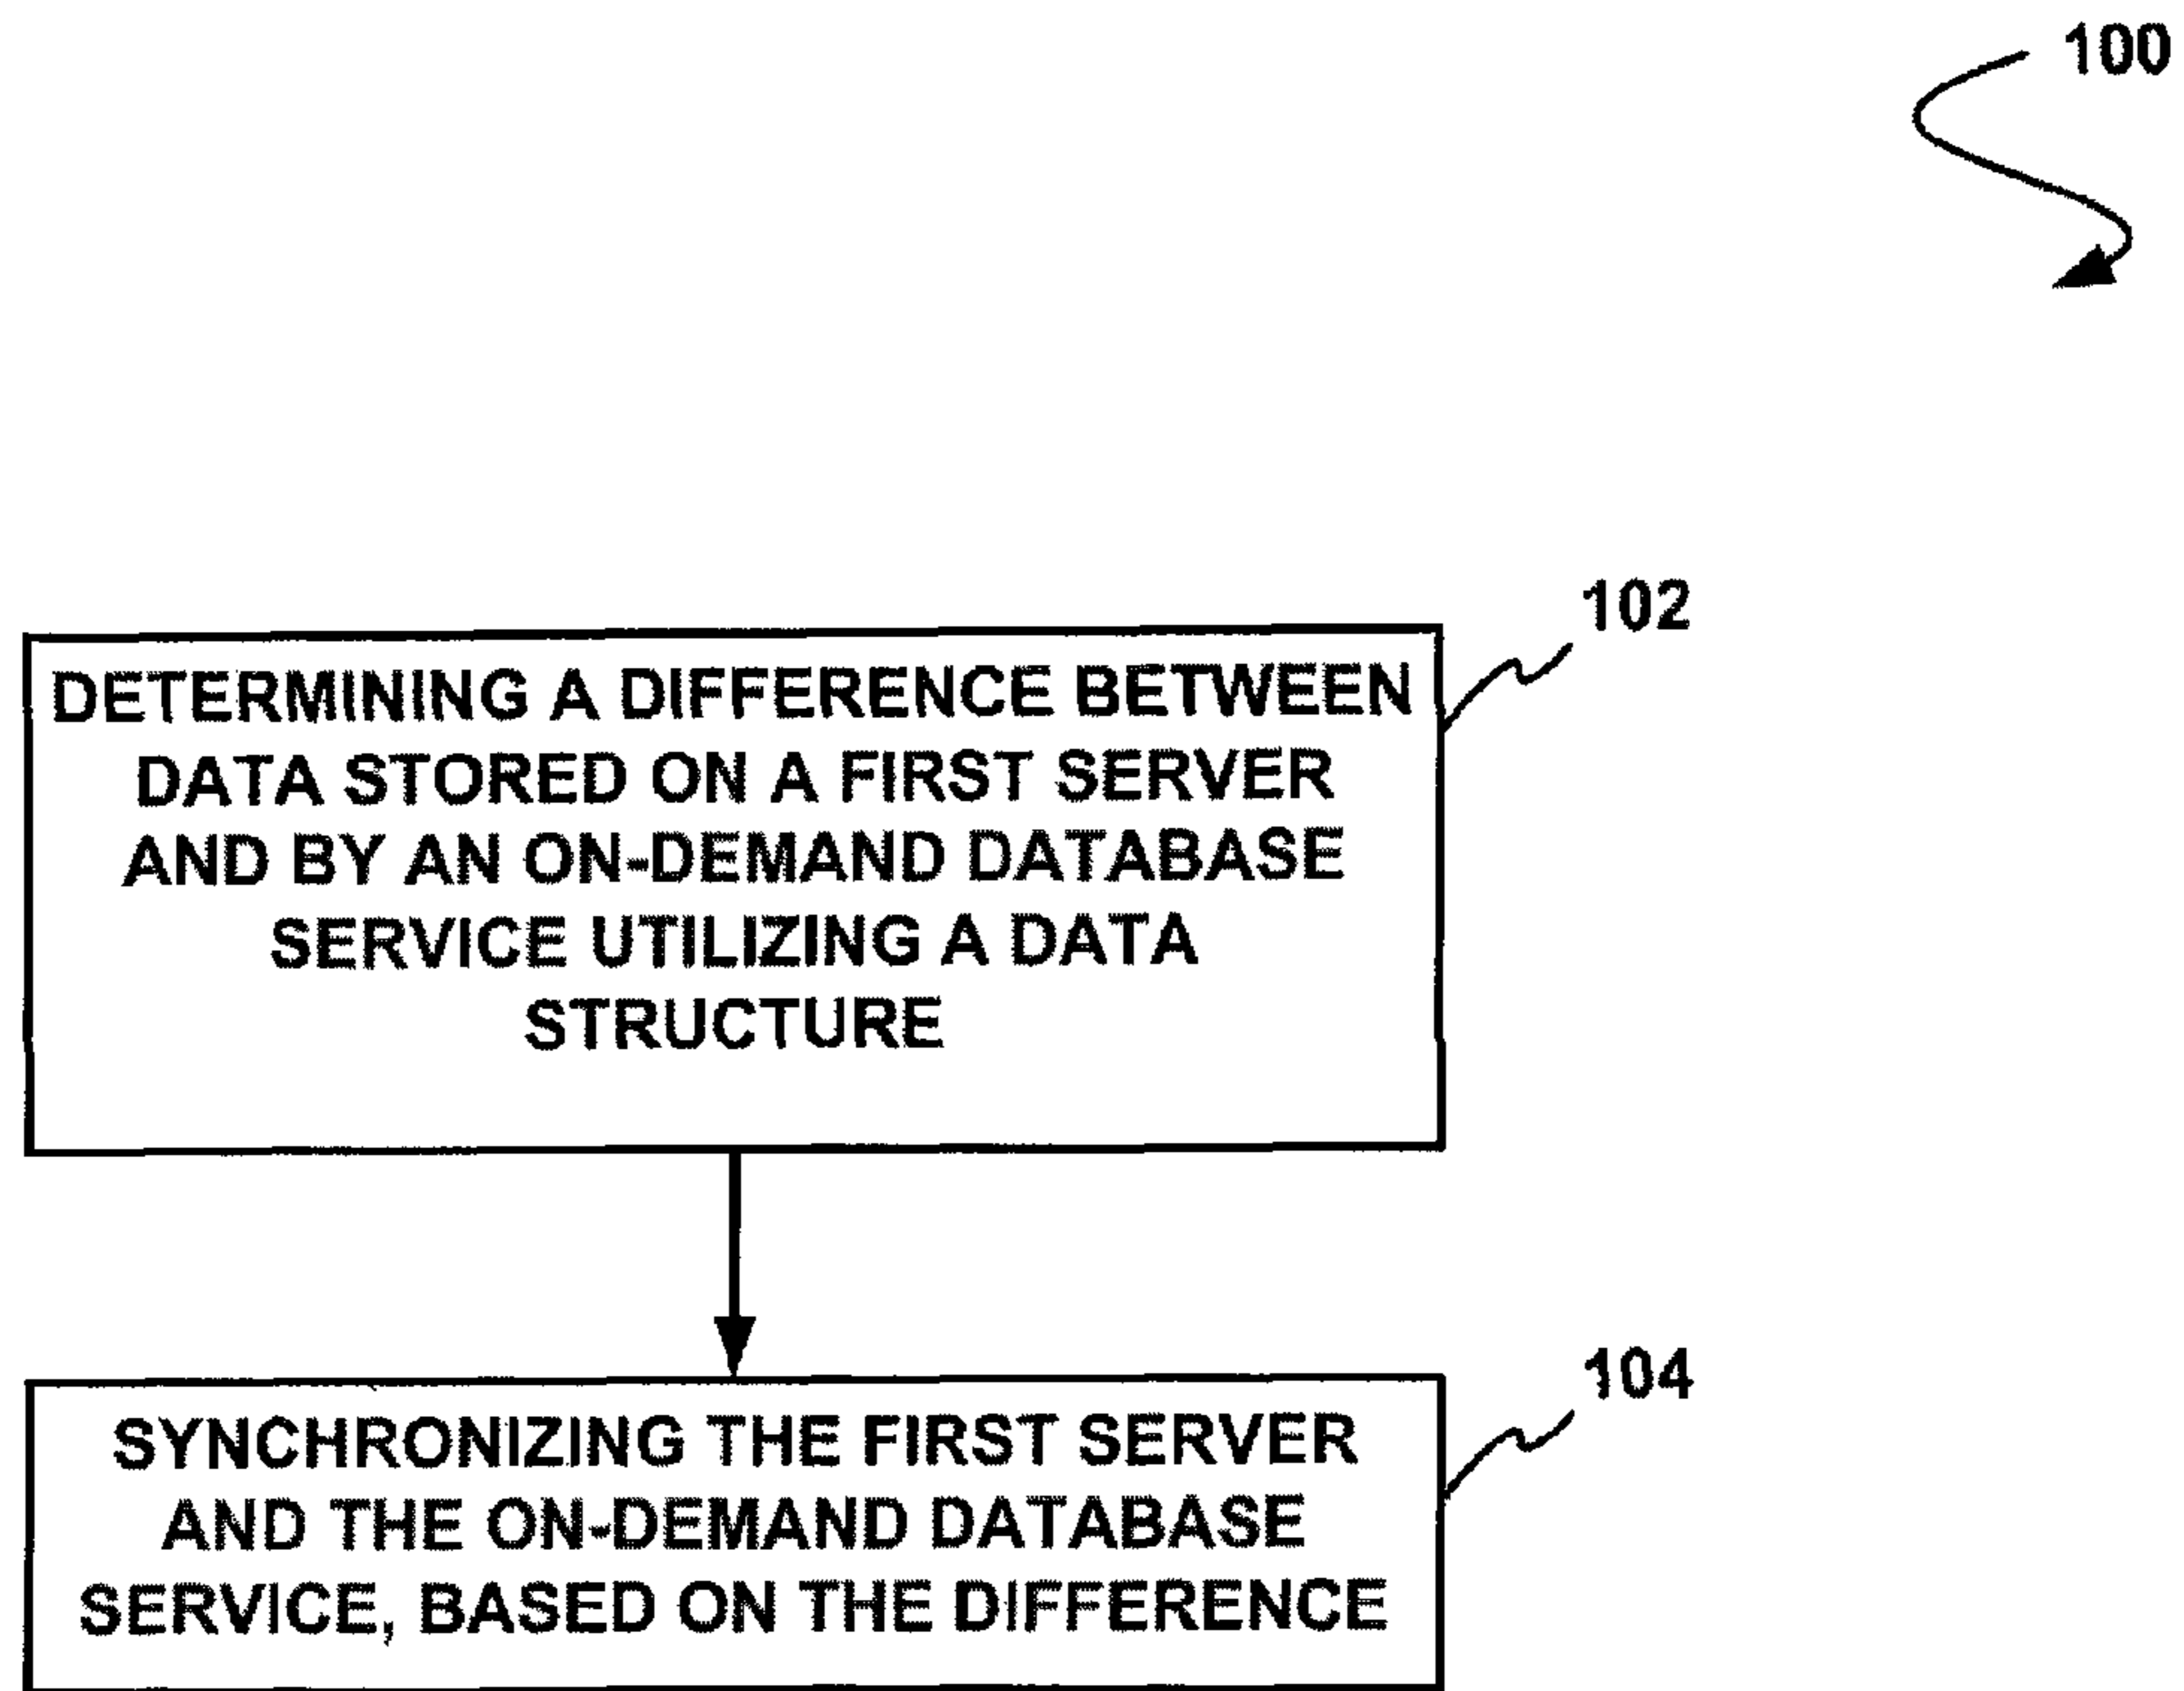 100
102
DETERMINING A DIFFERENCE BETWEEN
DATA STORED ON A FIRST SERVER
AND BY AN ON-DEMAND DATABASE
SERVICE UTILIZING A DATA
STRUCTURE
104
SYNCHRONIZING THE FIRST SERVER
AND THE ON-DEMAND DATABASE
SERVICE, BASED ON THE DIFFERENCE